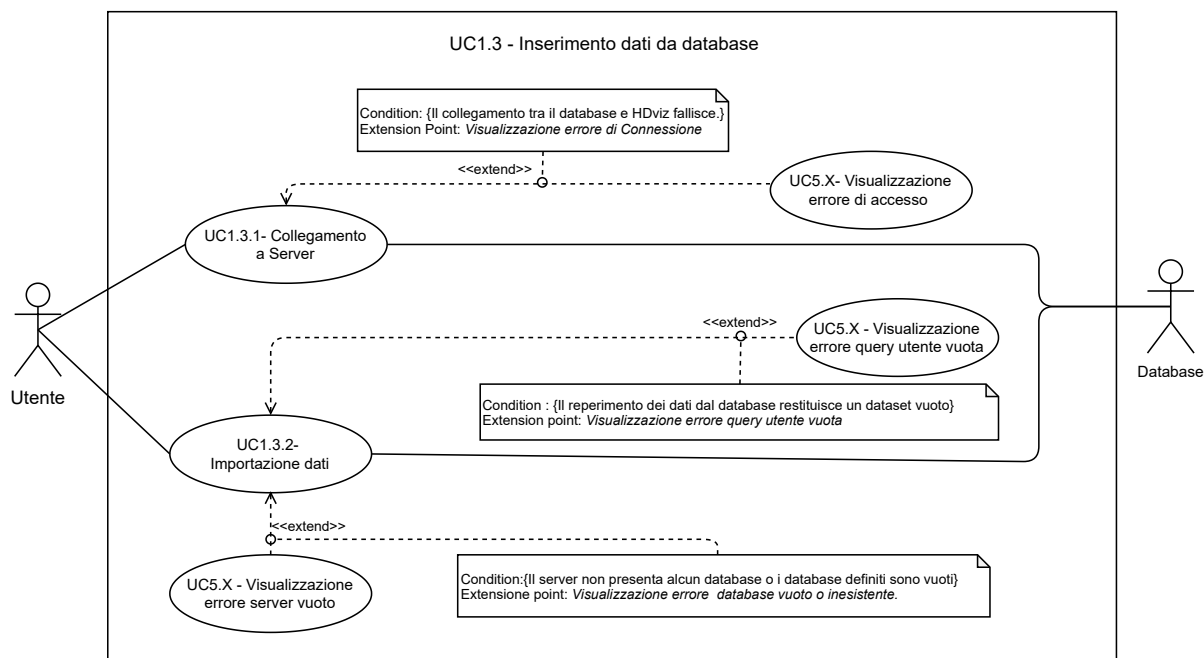 UC1.3 - Inserimento dati da database
Condition: {Il collegamento tra il database e HDviz fallisce.}
Extension Point: Visualizzazione errore di Connessione
<<extend>>
UC5.X- Visualizzazione
errore di accesso
UC1.3.1- Collegamento
a Server
Utente
Database
<<extend>>
UC5.X - Visualizzazione
errore query utente vuota
Condition : {Il reperimento dei dati dal database restituisce un dataset vuoto}
Extension point: Visualizzazione errore query utente vuota
UC1.3.2-
Importazione dati
<<extend>>
UC5.X - Visualizzazione
errore server vuoto
Condition:{Il server non presenta alcun database o i database definiti sono vuoti}
Extensione point: Visualizzazione errore  database vuoto o inesistente.